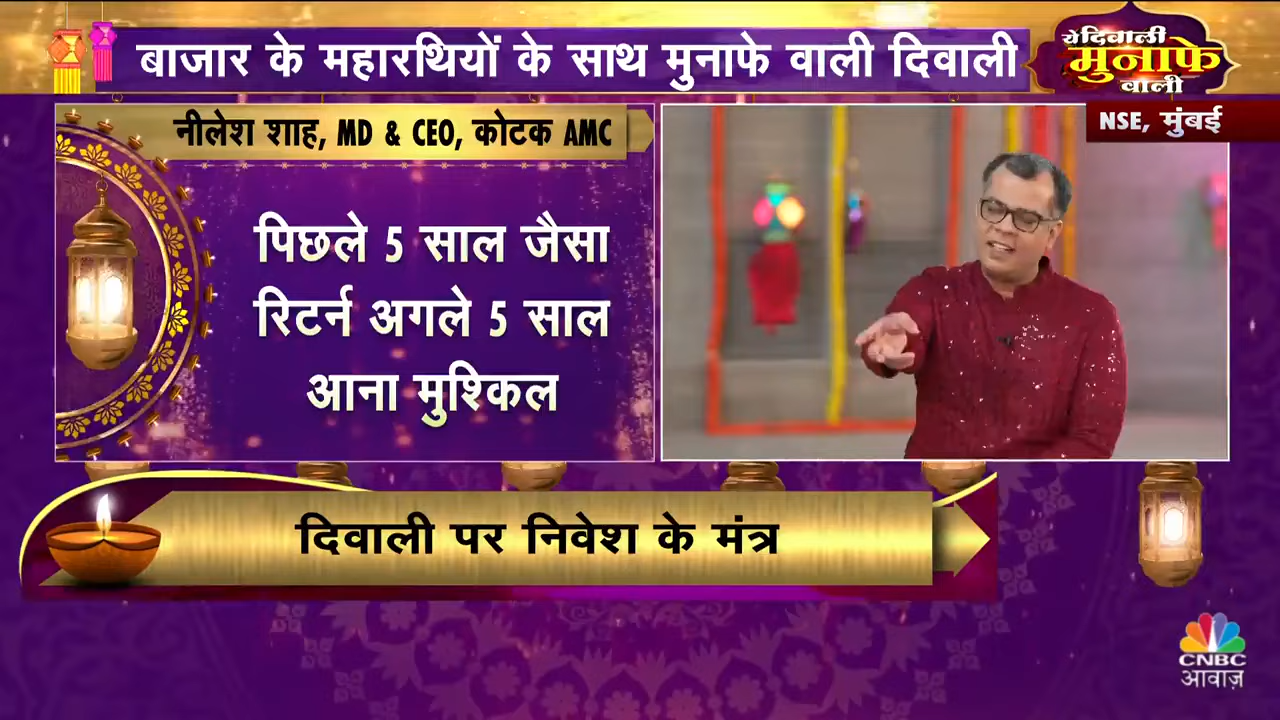 बाजार के महारथियों के साथ मुनाफे वाली दिवाली
ये दिवाली
मुनाफे
वाली
NSE, मुंबई
नीलेश शाह, MD & CEO, कोटक AMC
पिछले 5 साल जैसा
रिटर्न अगले 5 साल
आना मुश्किल
दिवाली पर निवेश के मंत्र
CNBC
आवाज़